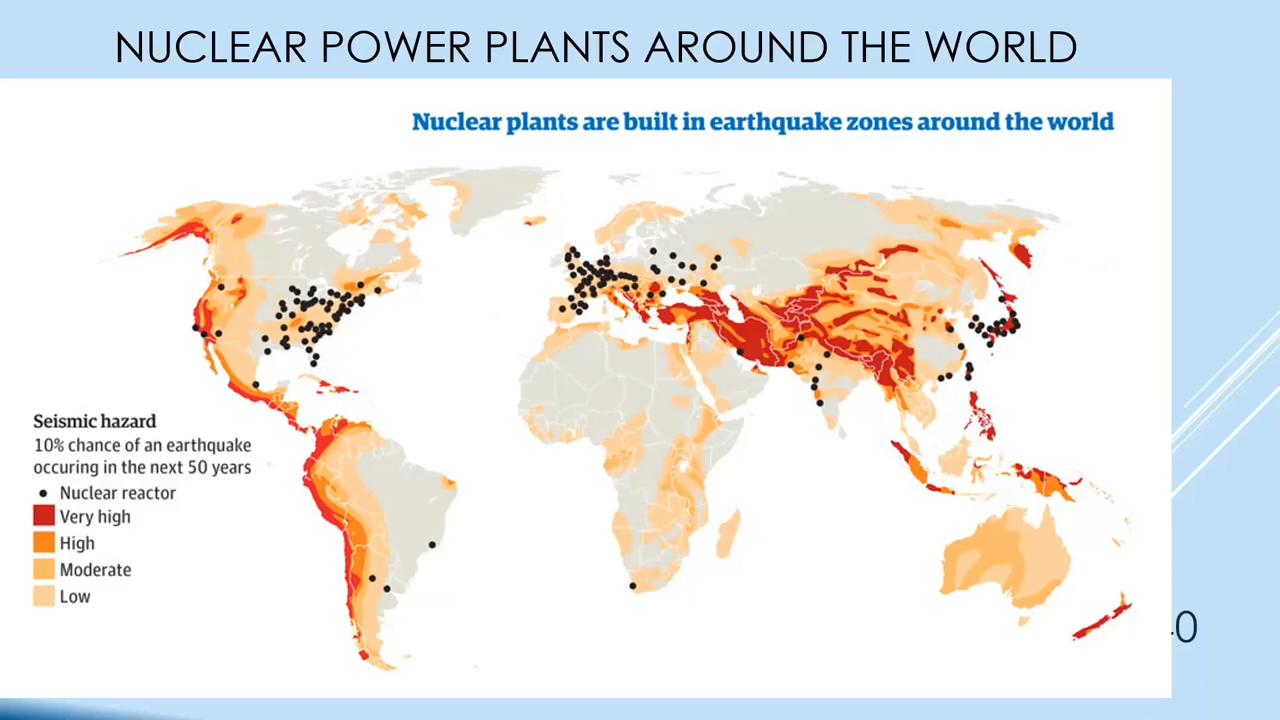 NUCLEAR POWER PLANTS AROUND THE WORLD
Nuclear plants are built in earthquake zones around the world
Seismic hazard
10% chance of an earthquake
occuring in the next 50 years
Nuclear reactor
Very high
High
Moderate
Low